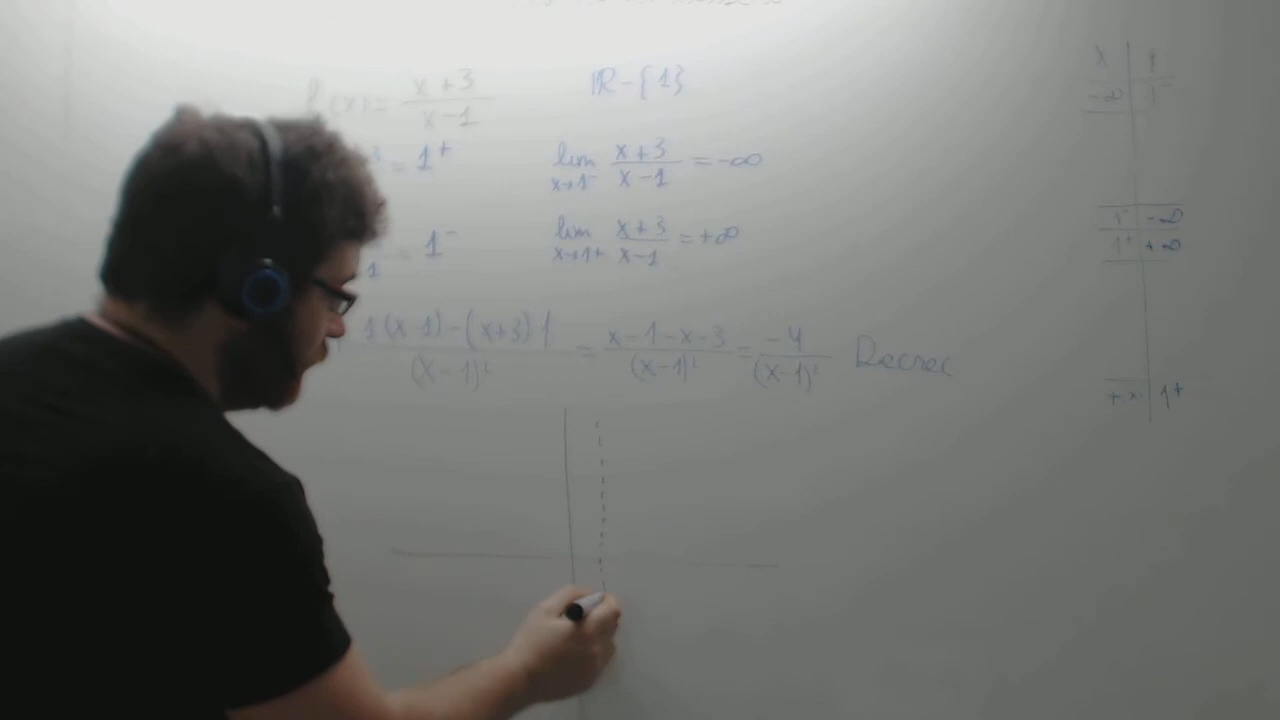 f(x) = x+3/x-1 ℝ-{1}
= 1⁺ lim x→1⁻ x+3/x-1 = -∞
= 1⁻ lim x→1⁺ x+3/x-1 = +∞
1(x-1)-(x+3)1/(x-1)² = x-1-x-3/(x-1)² = -4/(x-1)² Decrec
x
-∞ 1⁻
1⁻ -∞
1⁺ +∞
+∞ 1⁺